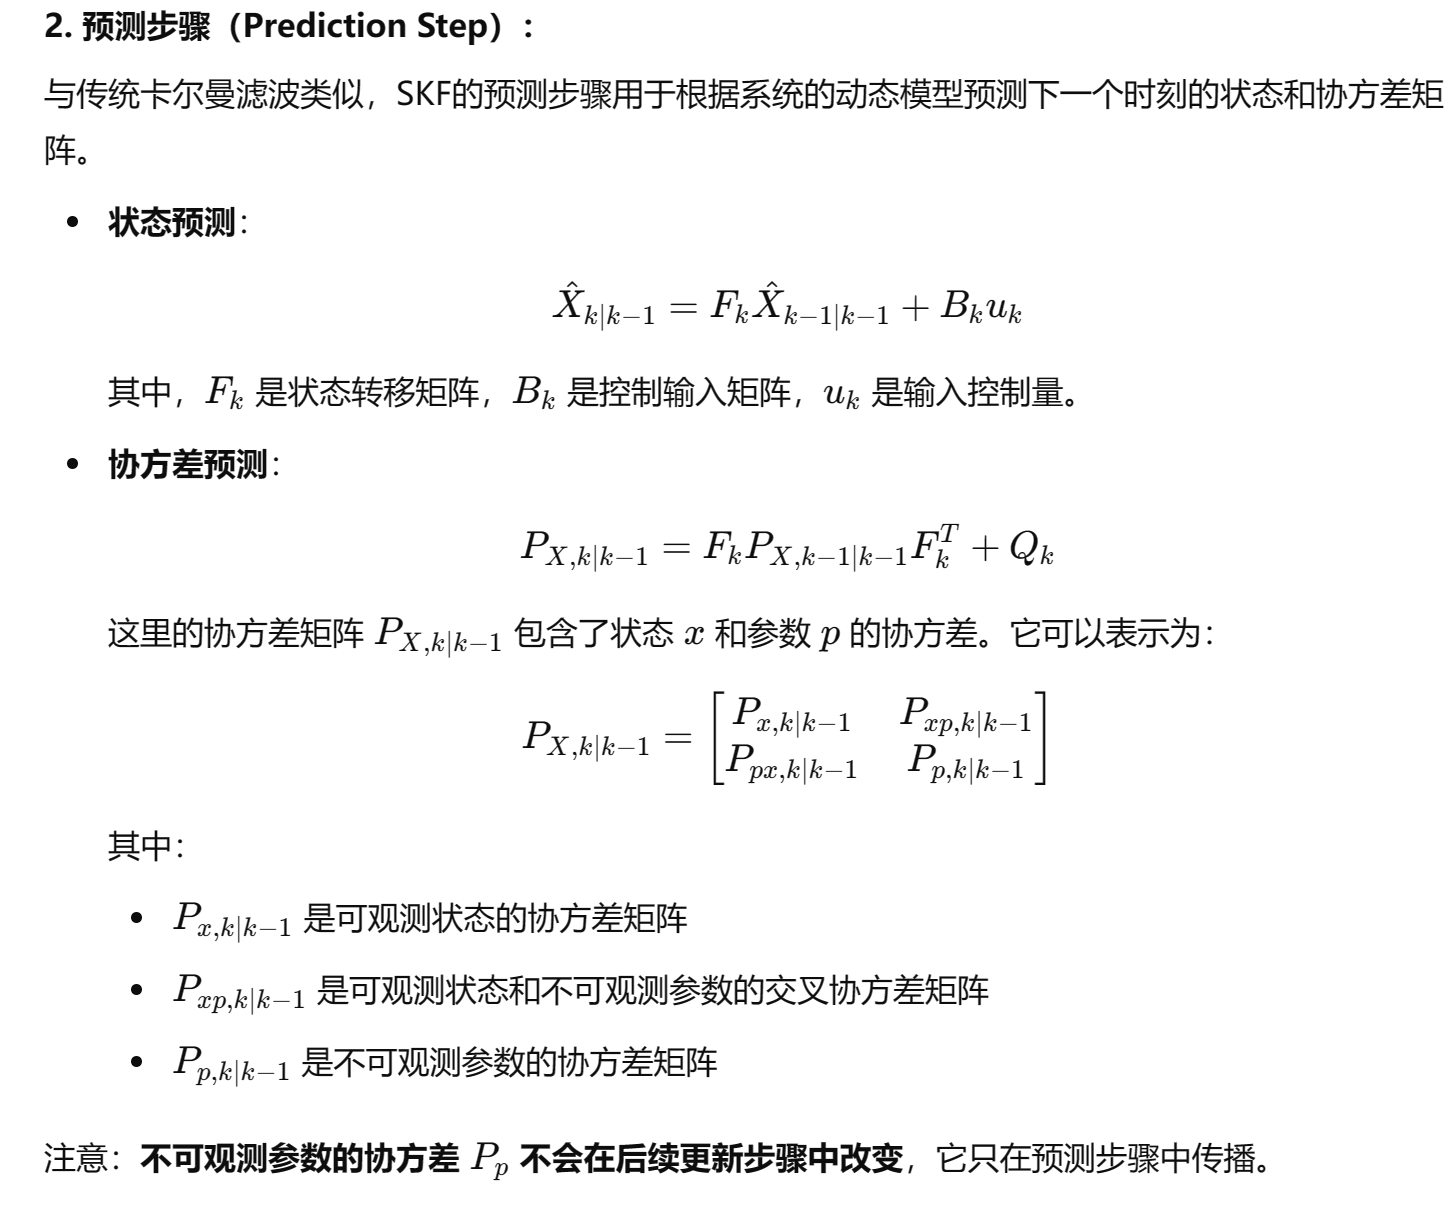 2. 预测步骤（Prediction Step）:
与传统卡尔曼滤波类似，SKF的预测步骤用于根据系统的动态模型预测下一个时刻的状态和协方差矩
阵。
• 状态预测:
$\hat{X}_{k|k-1} = F_k \hat{X}_{k-1|k-1} + B_k u_k$
其中，$F_k$ 是状态转移矩阵，$B_k$ 是控制输入矩阵，$u_k$ 是输入控制量。
• 协方差预测:
$P_{X,k|k-1} = F_k P_{X,k-1|k-1} F_k^T + Q_k$
这里的协方差矩阵 $P_{X,k|k-1}$ 包含了状态 $x$ 和参数 $p$ 的协方差。它可以表示为:
$P_{X,k|k-1} = \begin{bmatrix} P_{x,k|k-1} & P_{xp,k|k-1} \\ P_{px,k|k-1} & P_{p,k|k-1} \end{bmatrix}$
其中:
• $P_{x,k|k-1}$ 是可观测状态的协方差矩阵
• $P_{xp,k|k-1}$ 是可观测状态和不可观测参数的交叉协方差矩阵
• $P_{p,k|k-1}$ 是不可观测参数的协方差矩阵
注意: 不可观测参数的协方差 $P_p$ 不会在后续更新步骤中改变，它只在预测步骤中传播。